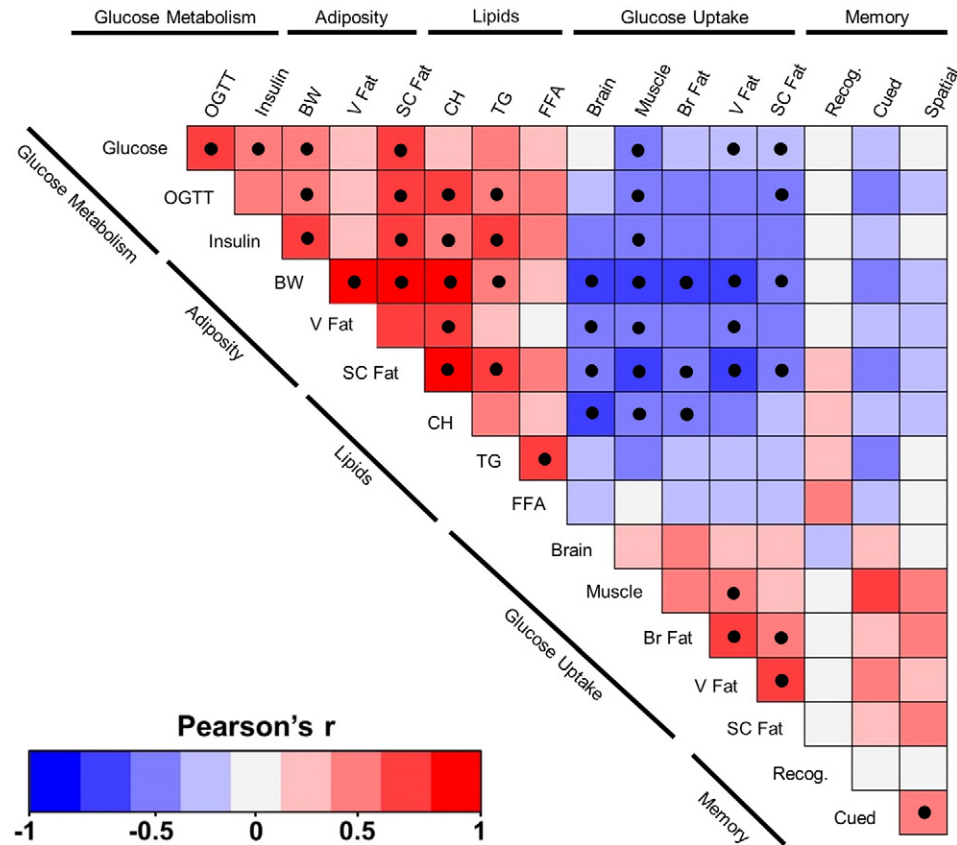 Glucose Metabolism Adiposity Lipids Glucose Uptake Memory
OGTT Insulin BW V Fat SC Fat CH TG FFA Brain Muscle Br Fat V Fat SC Fat Recog. Cued Spatial
Glucose
OGTT
Insulin
BW
V Fat
SC Fat
CH
TG
FFA
Brain
Muscle
Br Fat
V Fat
SC Fat
Recog.
Cued
Glucose Metabolism
Adiposity
Lipids
Glucose Uptake
Memory
Pearson's r
-1 -0.5 0 0.5 1